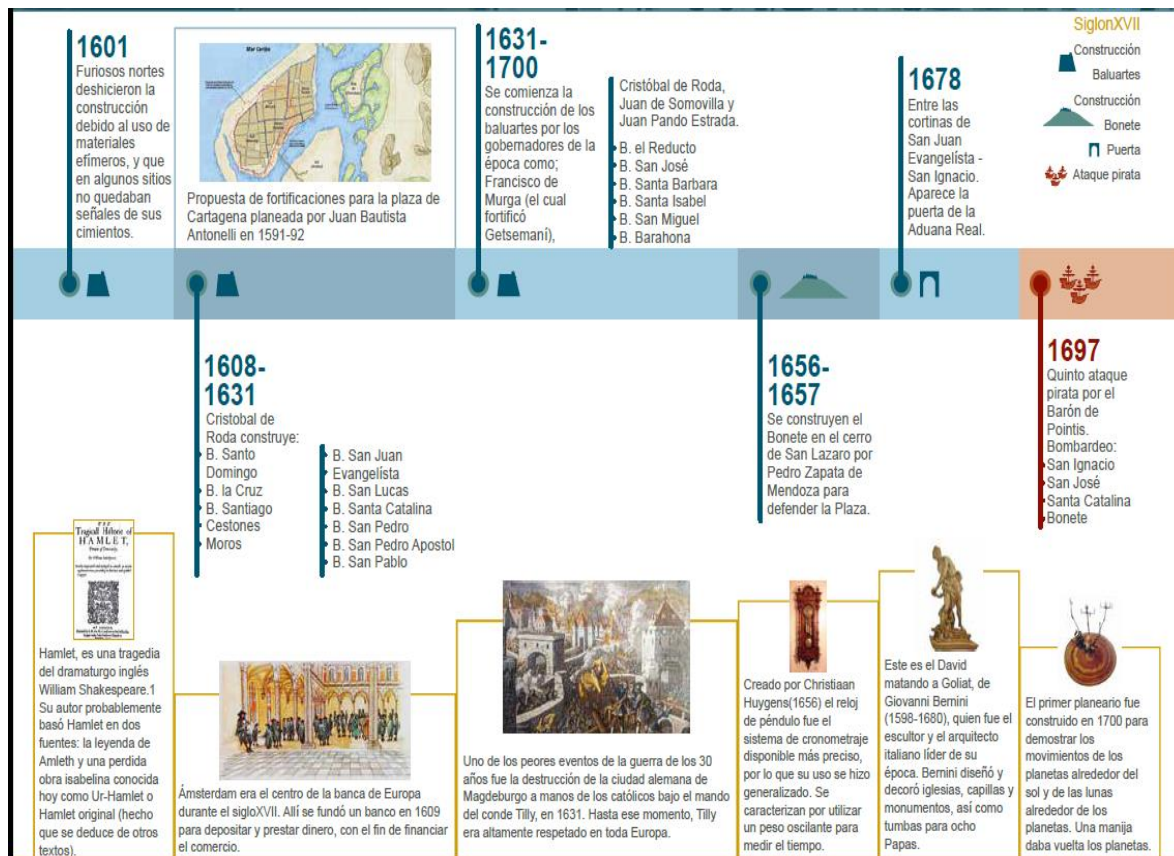 1601
Furiosos nortes
deshicieron la
construcción
debido al uso de
materiales
efímeros, y que
en algunos sitios
no quedaban
señales de sus
cimientos.
Mar Caribe
Propuesta de fortificaciones para la plaza de
Cartagena planeada por Juan Bautista
Antonelli en 1591-92
1631-
1700
Se comienza la
construcción de los
baluartes por los
gobernadores de la
época como;
Francisco de
Murga (el cual
fortificó
Getsemaní),
Cristóbal de Roda,
Juan de Somovilla y
Juan Pando Estrada.
B. el Reducto
B. San José
B. Santa Barbara
B. Santa Isabel
B. San Miguel
B. Barahona
1678
Entre las
cortinas de
San Juan
Evangelísta -
San Ignacio.
Aparece la
puerta de la
Aduana Real.
SiglonXVII
Construcción
Baluartes
Construcción
Bonete
Puerta
Ataque pirata
1608-
1631
Cristobal de
Roda construye:
B. Santo
Domingo
B. la Cruz
B. Santiago
Cestones
Moros
B. San Juan
Evangelísta
B. San Lucas
B. Santa Catalina
B. San Pedro
B. San Pedro Apostol
B. San Pablo
1656-
1657
Se construyen el
Bonete en el cerro
de San Lazaro por
Pedro Zapata de
Mendoza para
defender la Plaza.
1697
Quinto ataque
pirata por el
Barón de
Pointis.
Bombardeo:
San Ignacio
San José
Santa Catalina
Bonete
THE
Tragicall Historie of
HAMLET,
Hamlet, es una tragedia
del dramaturgo inglés
William Shakespeare.1
Su autor probablemente
basó Hamlet en dos
fuentes: la leyenda de
Amleth y una perdida
obra isabelina conocida
hoy como Ur-Hamlet o
Hamlet original (hecho
que se deduce de otros
textos).
Ámsterdam era el centro de la banca de Europa
durante el sigloXVII. Allí se fundó un banco en 1609
para depositar y prestar dinero, con el fin de financiar
el comercio.
Uno de los peores eventos de la guerra de los 30
años fue la destrucción de la ciudad alemana de
Magdeburgo a manos de los católicos bajo el mando
del conde Tilly, en 1631. Hasta ese momento, Tilly
era altamente respetado en toda Europa.
Creado por Christiaan
Huygens(1656) el reloj
de péndulo fue el
sistema de cronometraje
disponible más preciso,
por lo que su uso se hizo
generalizado. Se
caracterizan por utilizar
un peso oscilante para
medir el tiempo.
Este es el David
matando a Goliat, de
Giovanni Bernini
(1598-1680), quien fue el
escultor y el arquitecto
italiano líder de su
época. Bernini diseñó y
decoró iglesias, capillas y
monumentos, así como
tumbas para ocho
Papas.
El primer planeario fue
construido en 1700 para
demostrar los
movimientos de los
planetas alrededor del
sol y de las lunas
alrededor de los
planetas. Una manija
daba vuelta los planetas.